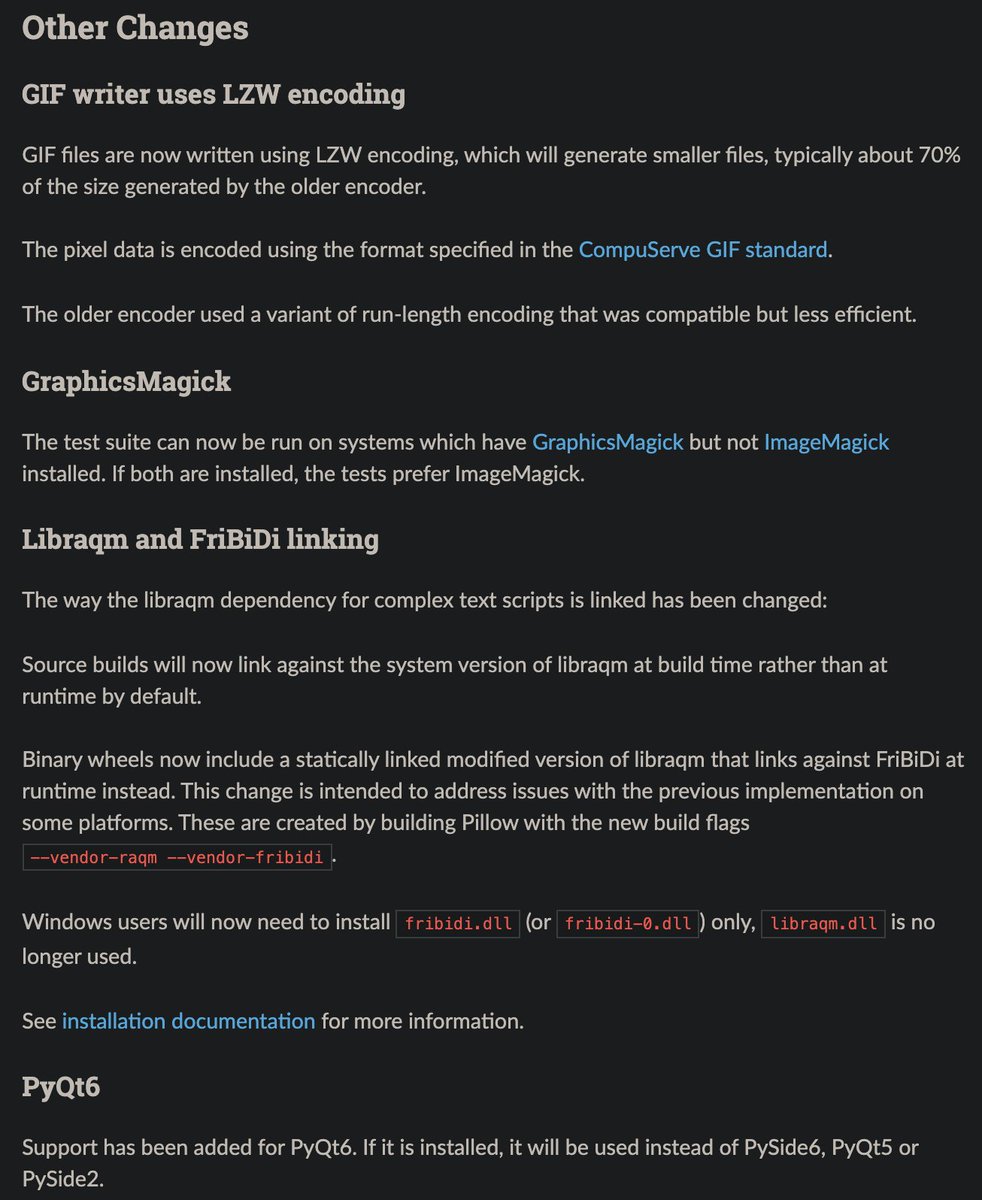 Other Changes
GIF writer uses LZW encoding
GIF files are now written using LZW encoding, which will generate smaller files, typically about 70%
of the size generated by the older encoder.
The pixel data is encoded using the format specified in the CompuServe GIF standard.
The older encoder used a variant of run-length encoding that was compatible but less efficient.
GraphicsMagick
The test suite can now be run on systems which have GraphicsMagick but not ImageMagick
installed. If both are installed, the tests prefer ImageMagick.
Libraqm and FriBiDi linking
The way the libraqm dependency for complex text scripts is linked has been changed:
Source builds will now link against the system version of libraqm at build time rather than at
runtime by default.
Binary wheels now include a statically linked modified version of libraqm that links against FriBiDi at
runtime instead. This change is intended to address issues with the previous implementation on
some platforms. These are created by building Pillow with the new build flags
--vendor-raqm --vendor-fribidi.
Windows users will now need to install fribidi.dll (or fribidi-0.dll) only, libraqm.dll is no
longer used.
See installation documentation for more information.
PyQt6
Support has been added for PyQt6. If it is installed, it will be used instead of PySide6, PyQt5 or
PySide2.